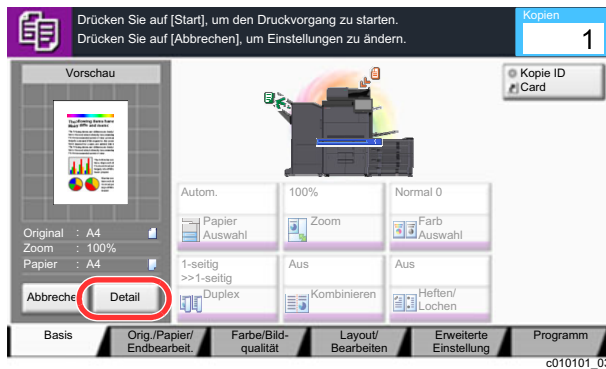 Drücken Sie auf [Start], um den Druckvorgang zu starten.
Drücken Sie auf [Abbrechen], um Einstellungen zu ändern.
Kopien
1
Vorschau
Kopie ID
Card
Original : A4
Zoom : 100%
Papier : A4
Abbreche
Detail
Autom.
Papier
Auswahl
100%
Zoom
Normal 0
Farb
Auswahl
1-seitig
>>1-seitig
Duplex
Aus
Kombinieren
Aus
Heften/
Lochen
1
Basis
Orig./Papier/
Endbearbeit.
Farbe/Bild-
qualität
Layout/
Bearbeiten
Erweiterte
Einstellung
Programm